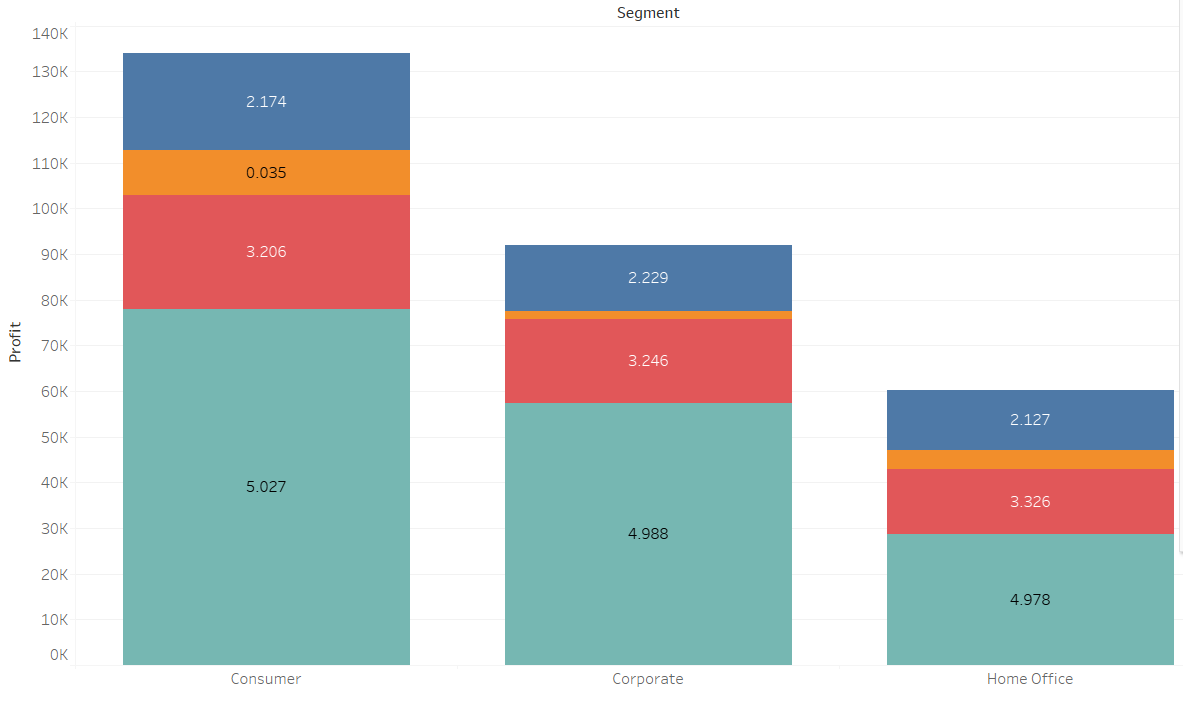 Segment
140K
130K
120K
110K
100K
90K
80K
70K
60K
50K
40K
30K
20K
10K
0K
Profit
2.174
0.035
3.206
5.027
2.229
3.246
4.988
2.127
3.326
4.978
Consumer
Corporate
Home Office